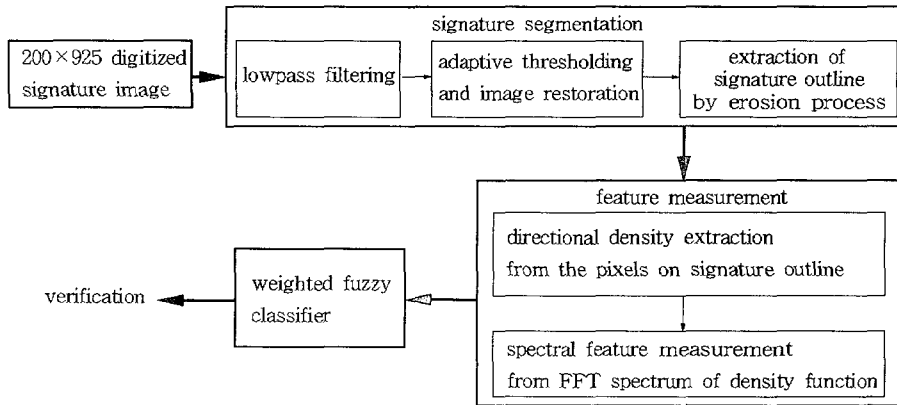 signature segmentation
200×925 digitized
signature image
lowpass filtering
adaptive thresholding
and image restoration
extraction of
signature outline
by erosion process
feature measurement
directional density extraction
from the pixels on signature outline
spectral feature measurement
from FFT spectrum of density function
weighted fuzzy
classifier
verification